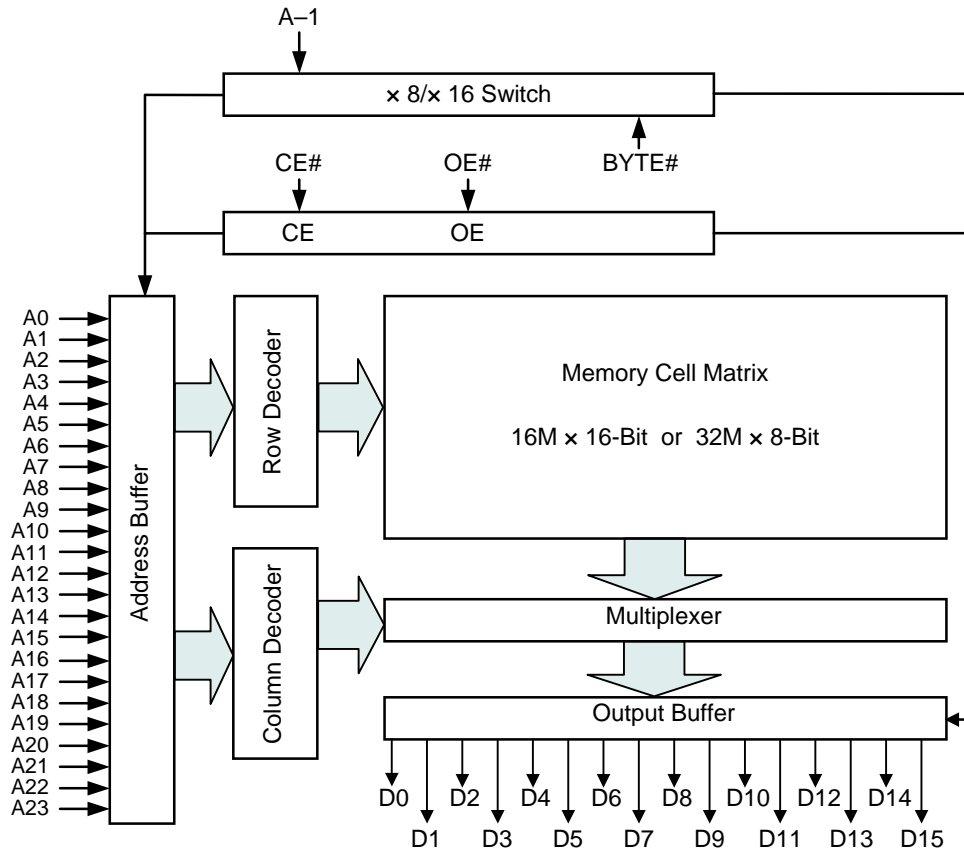 A–1
× 8/× 16 Switch
CE# OE# BYTE#
CE OE
A0
A1
A2
A3
A4
A5
A6
A7
A8
A9
A10
A11
A12
A13
A14
A15
A16
A17
A18
A19
A20
A21
A22
A23
Address Buffer
Row Decoder
Column Decoder
Memory Cell Matrix
16M × 16-Bit or 32M × 8-Bit
Multiplexer
Output Buffer
D0 D2 D4 D6 D8 D10 D12 D14
D1 D3 D5 D7 D9 D11 D13 D15